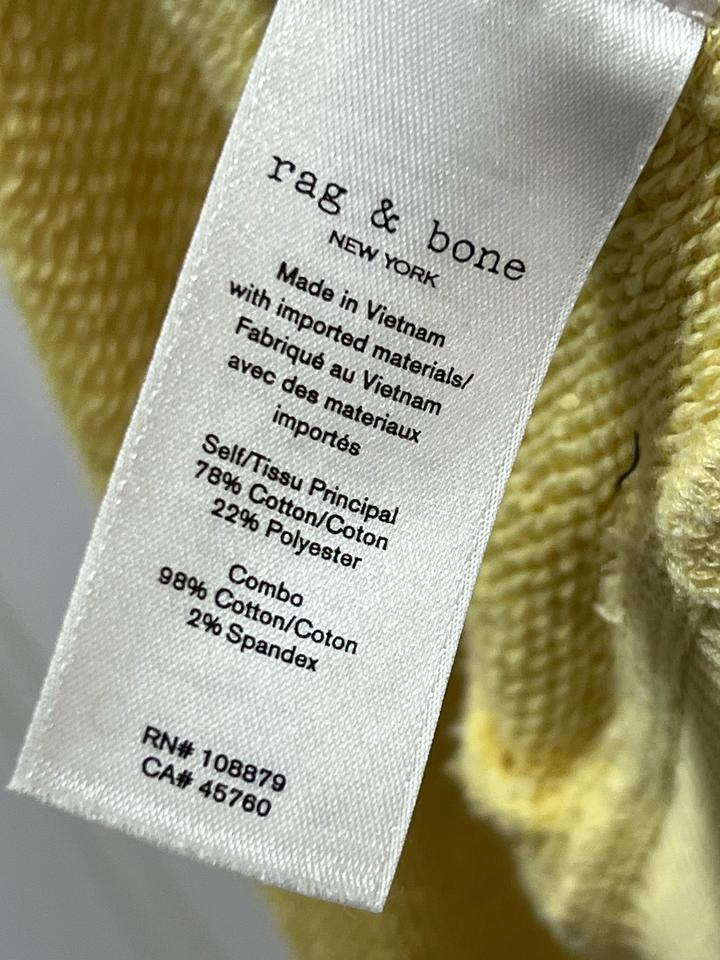 rag & bone
NEW YORK
Made in Vietnam
with imported materials/
Fabriqué au Vietnam
avec des materiaux
importés
Self/Tissu Principal
78% Cotton/Coton
22% Polyester
Combo
98% Cotton/Coton
2% Spandex
RN# 108879
CA# 45760